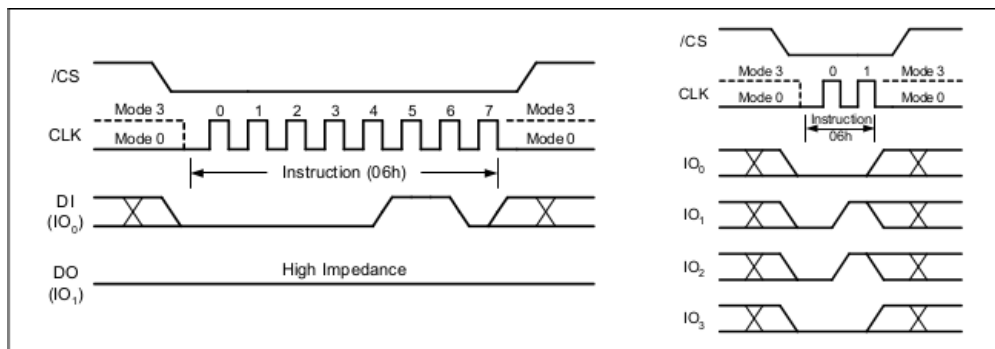 /CS
Mode 3 0 1 2 3 4 5 6 7 Mode 3
CLK Mode 0 Mode 0
Instruction (06h)
DI
(IO₀)
High Impedance
DO
(IO₁)
/CS
Mode 3 0 1 Mode 3
CLK Mode 0 Mode 0
Instruction
06h
IO₀
IO₁
IO₂
IO₃